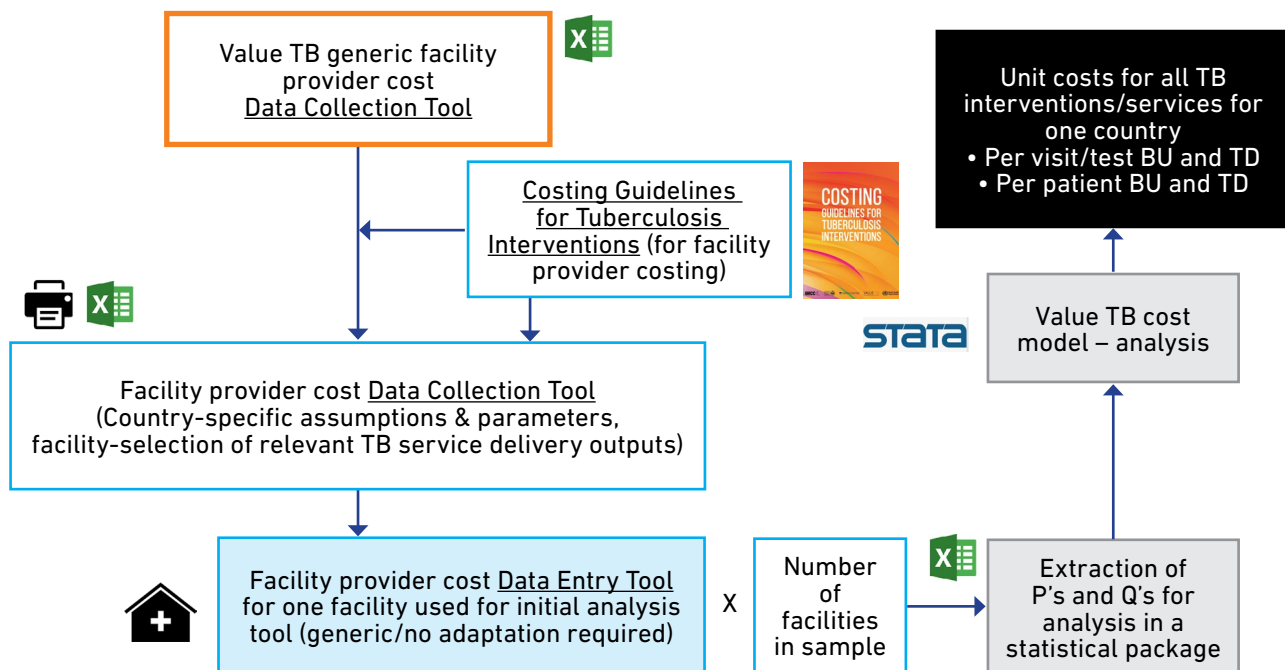 Value TB generic facility
provider cost
Data Collection Tool
X
Costing Guidelines
for Tuberculosis
Interventions (for facility
provider costing)
COSTING
GUIDELINES FOR
TUBERCULOSIS
INTERVENTIONS
X
Facility provider cost Data Collection Tool
(Country-specific assumptions & parameters,
facility-selection of relevant TB service delivery outputs)
Facility provider cost Data Entry Tool
for one facility used for initial analysis
tool (generic/no adaptation required)
X
Number
of
facilities
in sample
X
Extraction of
P's and Q's for
analysis in a
statistical package
STATA
Value TB cost
model – analysis
Unit costs for all TB
interventions/services for
one country
• Per visit/test BU and TD
• Per patient BU and TD